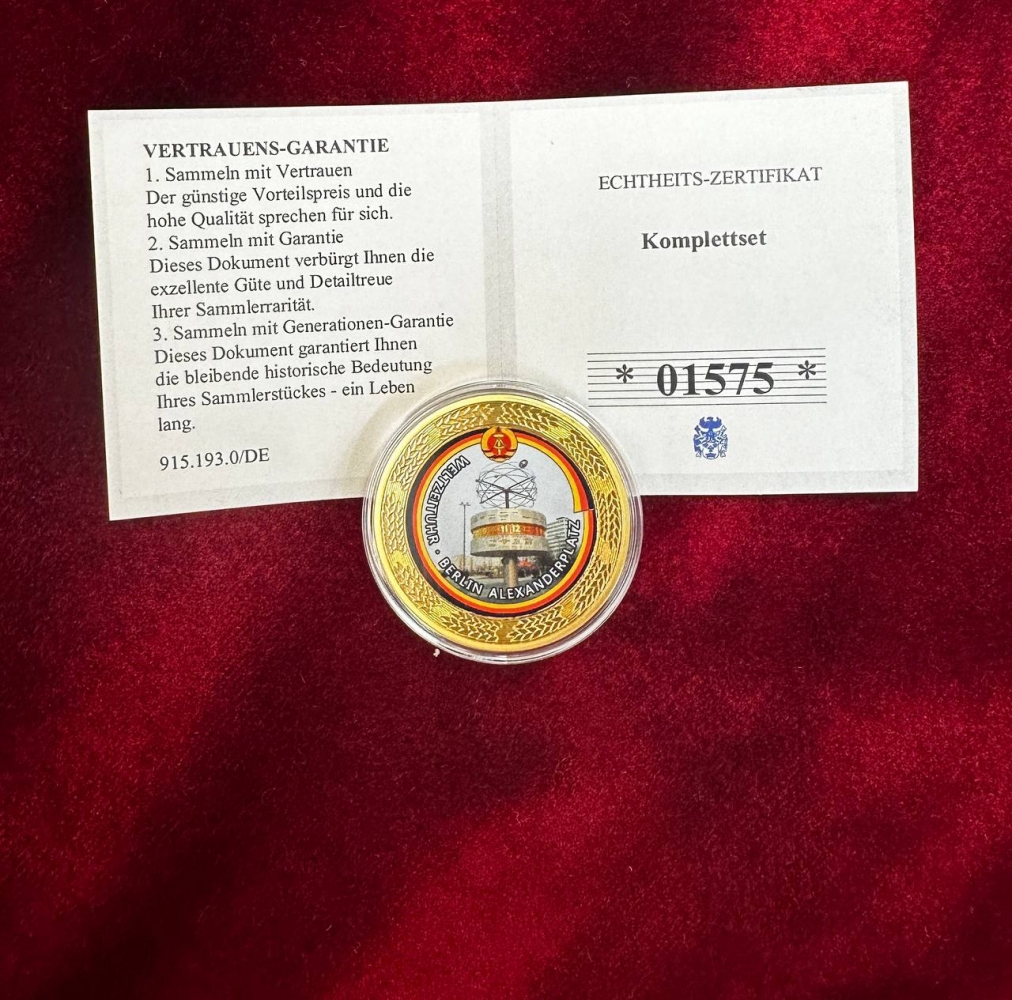 VERTRAUENS-GARANTIE
1. Sammeln mit Vertrauen
Der günstige Vorteilspreis und die
hohe Qualität sprechen für sich.
2. Sammeln mit Garantie
Dieses Dokument verbürgt Ihnen die
exzellente Güte und Detailtreue
Ihrer Sammlerrarität.
3. Sammeln mit Generationen-Garantie
Dieses Dokument garantiert Ihnen
die bleibende historische Bedeutung
Ihres Sammlerstückes - ein Leben
lang.
915.193.0/DE
ECHTHEITS-ZERTIFIKAT
Komplettset
* 01575 *
WELTZEITUHR • BERLIN ALEXANDERPLATZ
11 12